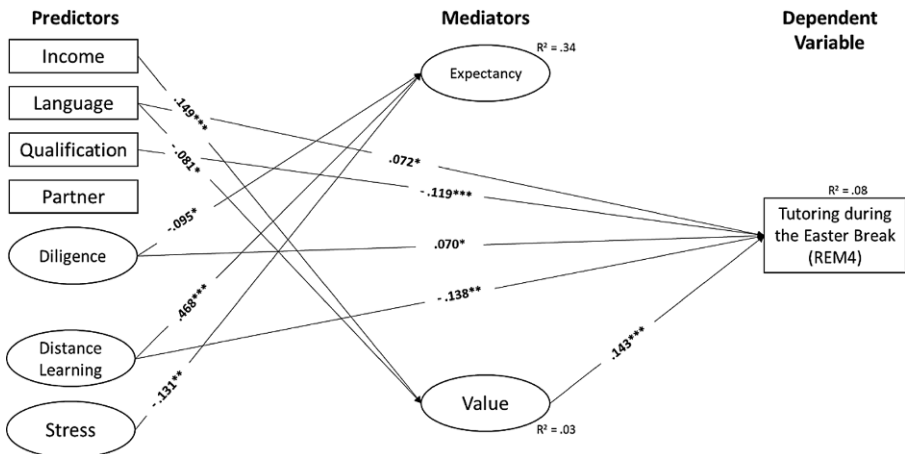 Predictors
Mediators
Dependent
Variable
Income
Language
Qualification
Partner
Diligence
Distance
Learning
Stress
Expectancy
R² = .34
Value
R² = .03
R² = .08
Tutoring during
the Easter Break
(REM4)
.149***
-.081*
-.095*
.468***
-.131**
.072*
-.119***
.070*
-.138**
.143***